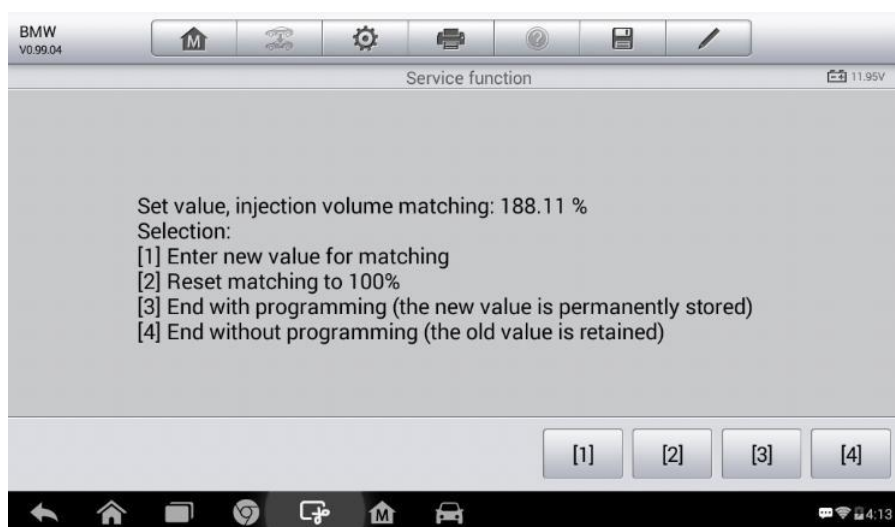 BMW
V0.99.04
M
Service function
11.95V
Set value, injection volume matching: 188.11 %
Selection:
[1] Enter new value for matching
[2] Reset matching to 100%
[3] End with programming (the new value is permanently stored)
[4] End without programming (the old value is retained)
[1] [2] [3] [4]
M
4:13